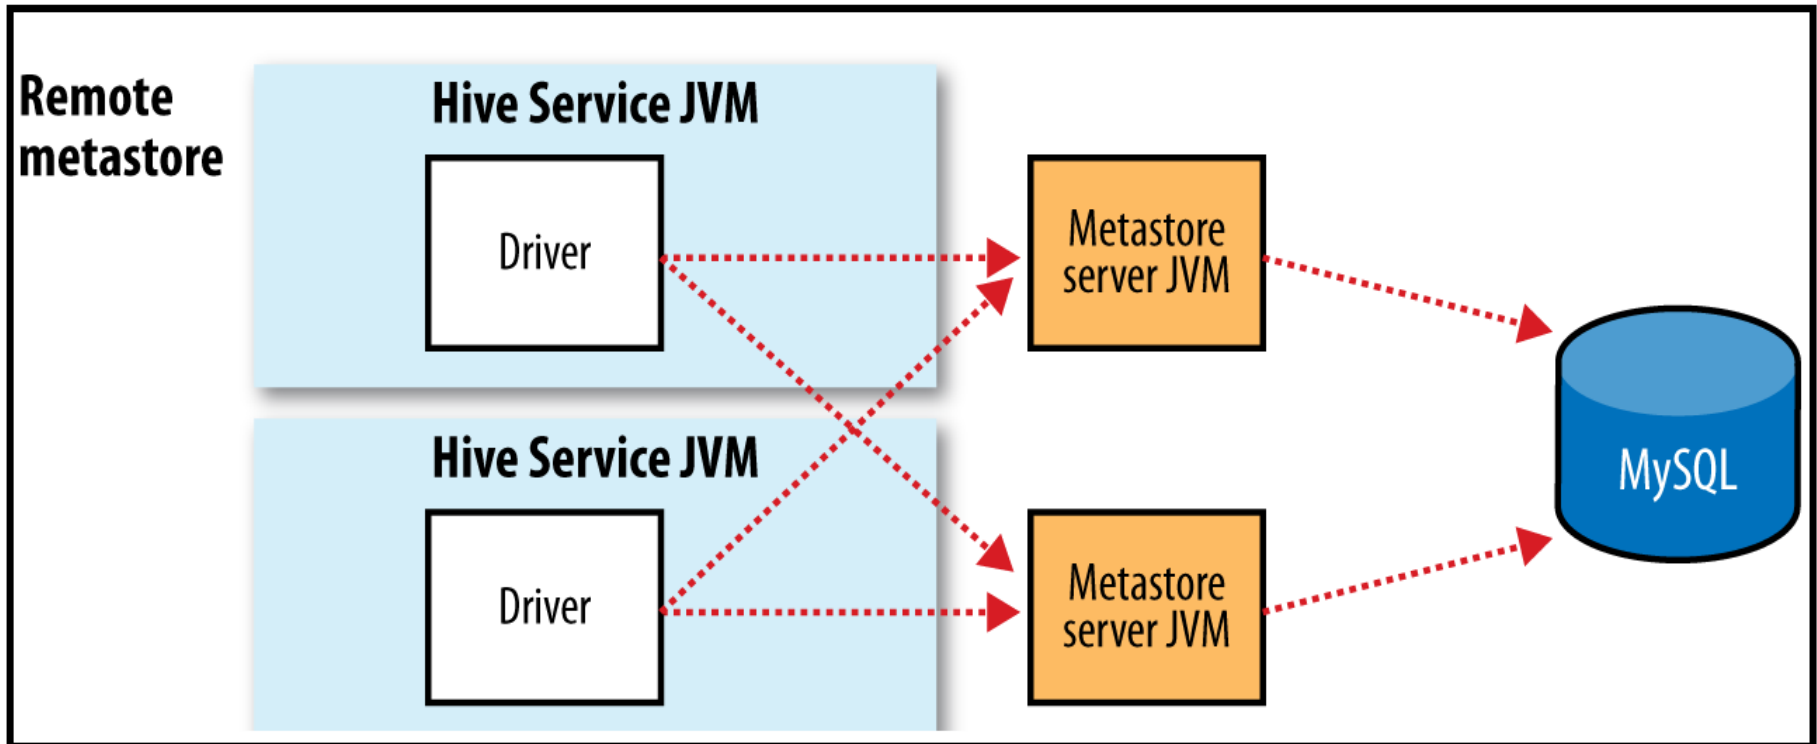 Remote
metastore
Hive Service JVM
Driver
Metastore
server JVM
MySQL
Hive Service JVM
Driver
Metastore
server JVM